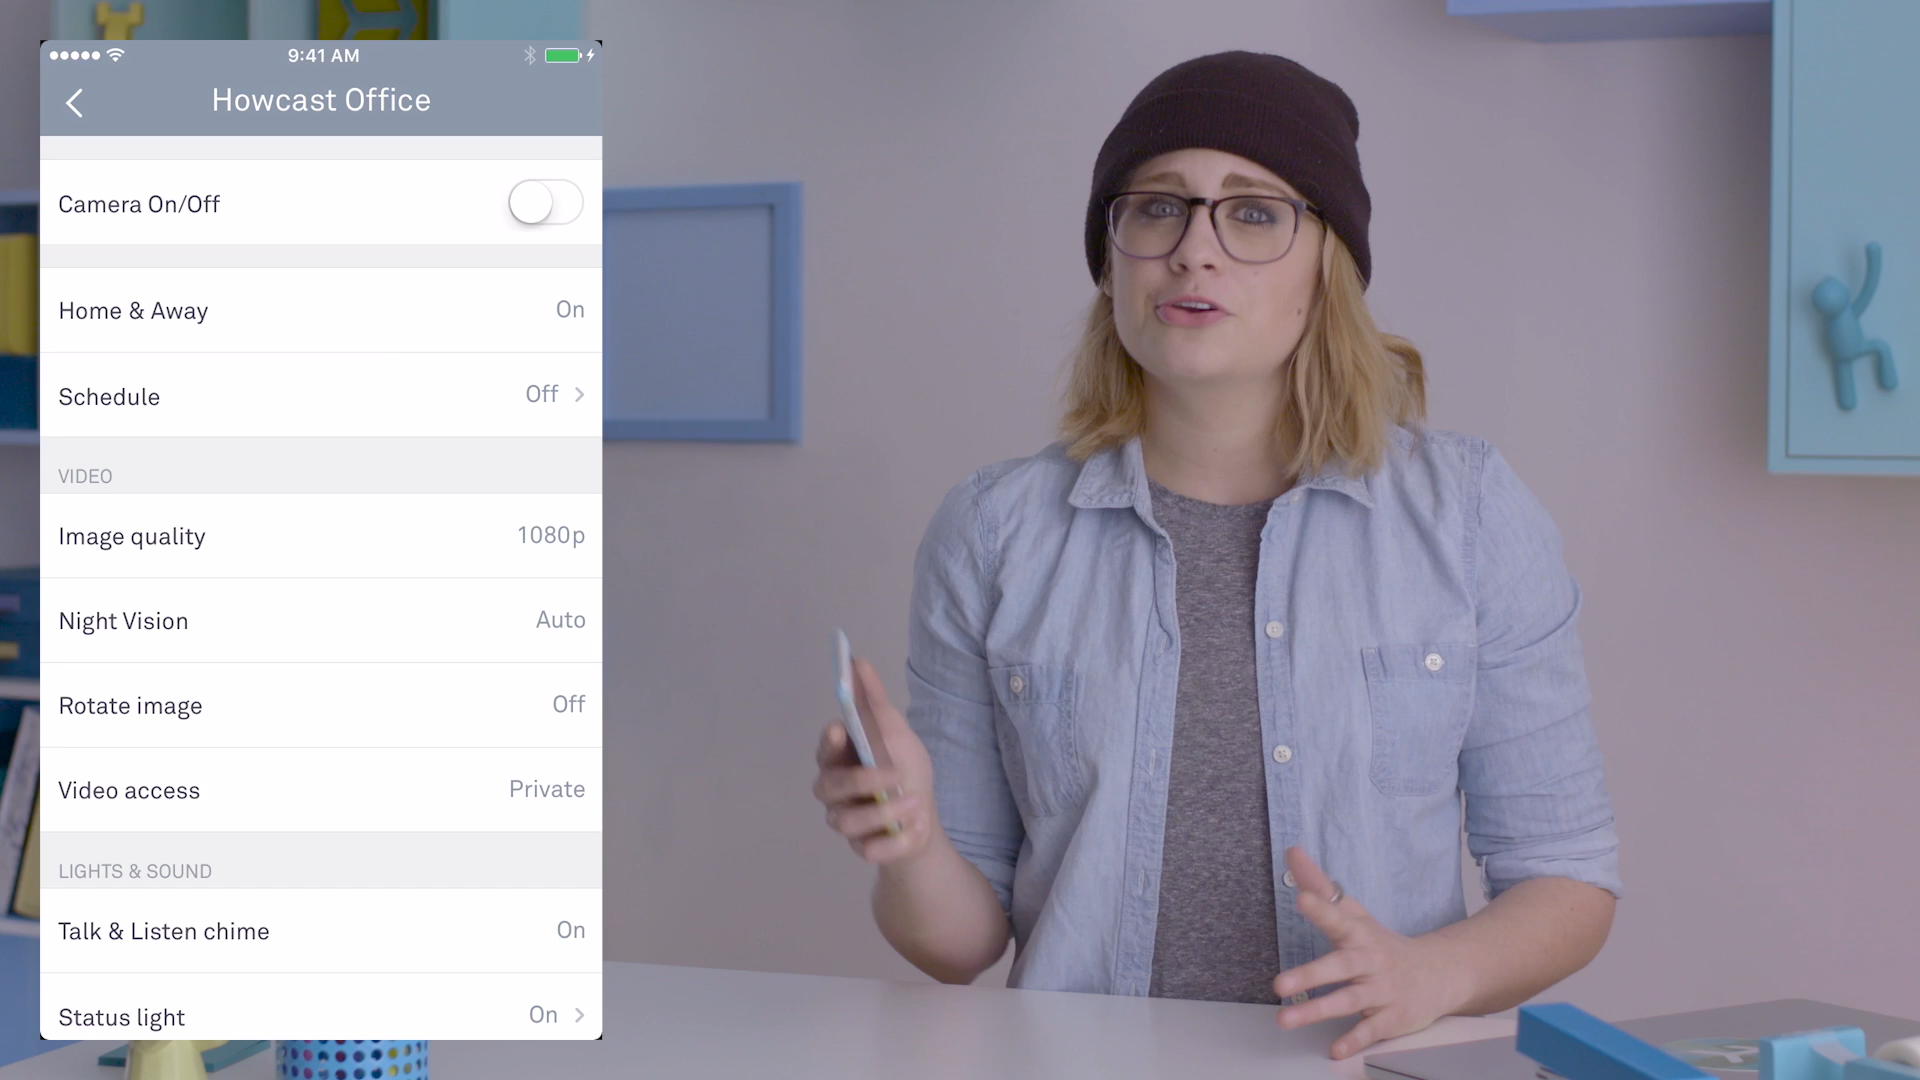 9:41 AM
Howcast Office
Camera On/Off
Home & Away On
Schedule Off
VIDEO
Image quality 1080p
Night Vision Auto
Rotate image Off
Video access Private
LIGHTS & SOUND
Talk & Listen chime On
Status light On